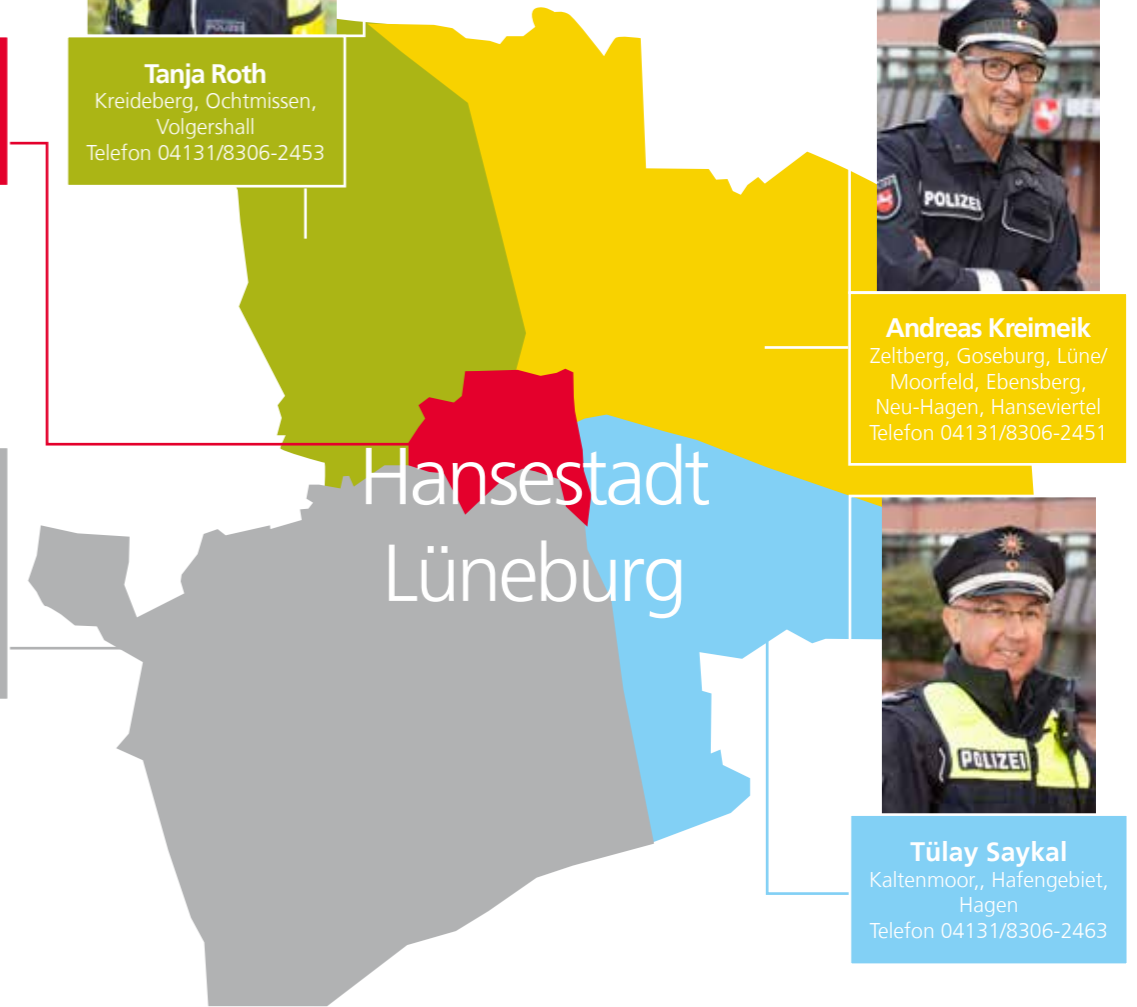 POLIZEI
Tanja Roth
Kreideberg, Ochtmissen,
Volgershall
Telefon 04131/8306-2453
POLIZEI
Andreas Kreimeik
Zeltberg, Goseburg, Lüne/
Moorfeld, Ebensberg,
Neu-Hagen, Hanseviertel
Telefon 04131/8306-2451
Hansestadt
Lüneburg
POLIZEI
Tülay Saykal
Kaltenmoor,, Hafengebiet,
Hagen
Telefon 04131/8306-2463